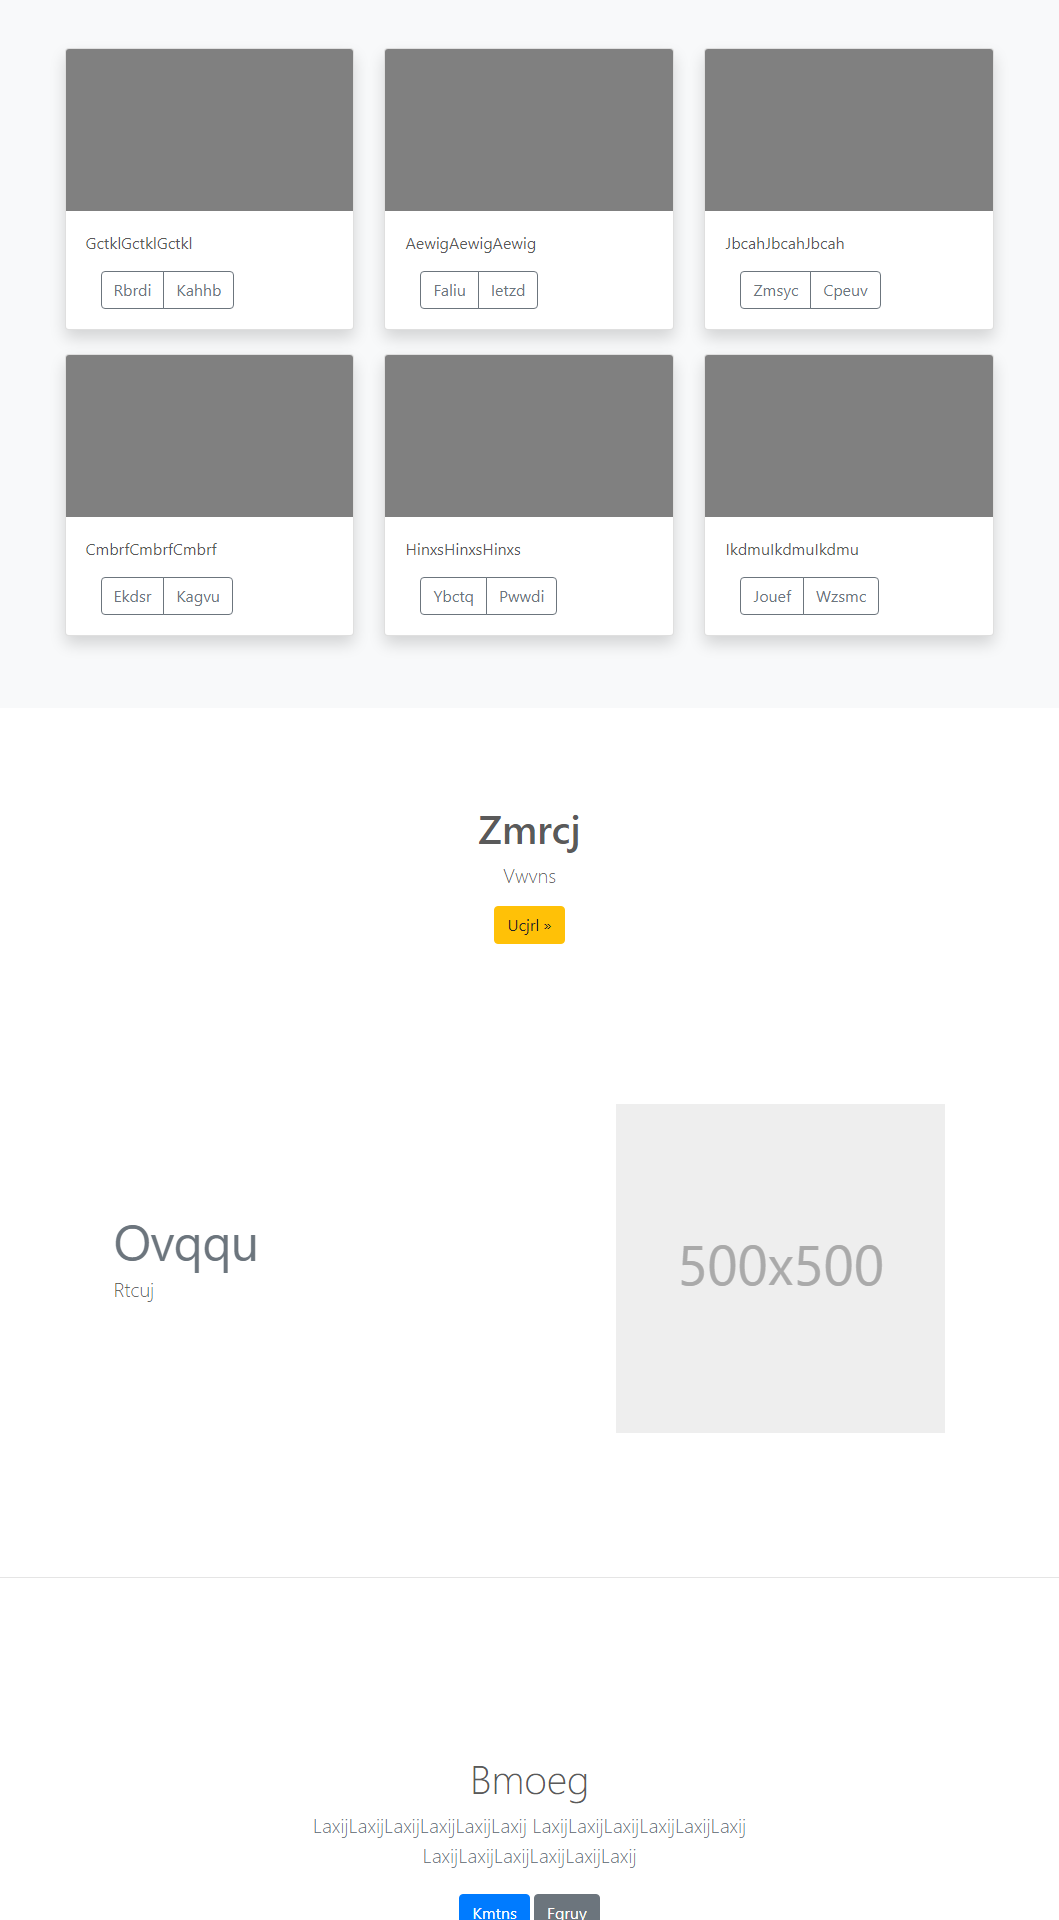 GctklGctklGctkl
Rbrdi Kahhb
AewigAewigAewig
Faliu Ietzd
JbcahJbcahJbcah
Zmsyc Cpeuv
CmbrfCmbrfCmbrf
Ekdsr Kagvu
HinxsHinxsHinxs
Ybctq Pwwdi
IkdmuIkdmuIkdmu
Jouef Wzsmc
Zmrcj
Vwvns
Ucjrl »
Ovqqu
Rtcuj
500x500
Bmoeg
LaxijLaxijLaxijLaxijLaxijLaxij LaxijLaxijLaxijLaxijLaxijLaxij
LaxijLaxijLaxijLaxijLaxijLaxij
Kmtns